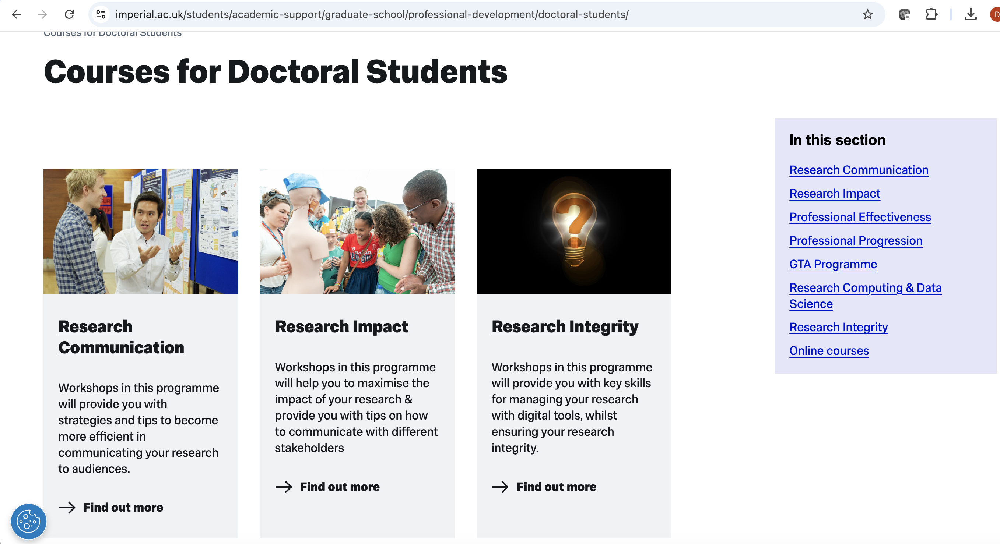 imperial.ac.uk/students/academic-support/graduate-school/professional-development/doctoral-students/
D
Courses for Doctoral Students
Courses for Doctoral Students
Research
Communication
Workshops in this programme
will provide you with
strategies and tips to become
more efficient in
communicating your research
to audiences.
Find out more
Research Impact
Workshops in this programme
will help you to maximise the
impact of your research &
provide you with tips on how
to communicate with different
stakeholders
Find out more
Research Integrity
Workshops in this programme
will provide you with key skills
for managing your research
with digital tools, whilst
ensuring your research
integrity.
Find out more
In this section
Research Communication
Research Impact
Professional Effectiveness
Professional Progression
GTA Programme
Research Computing & Data
Science
Research Integrity
Online courses